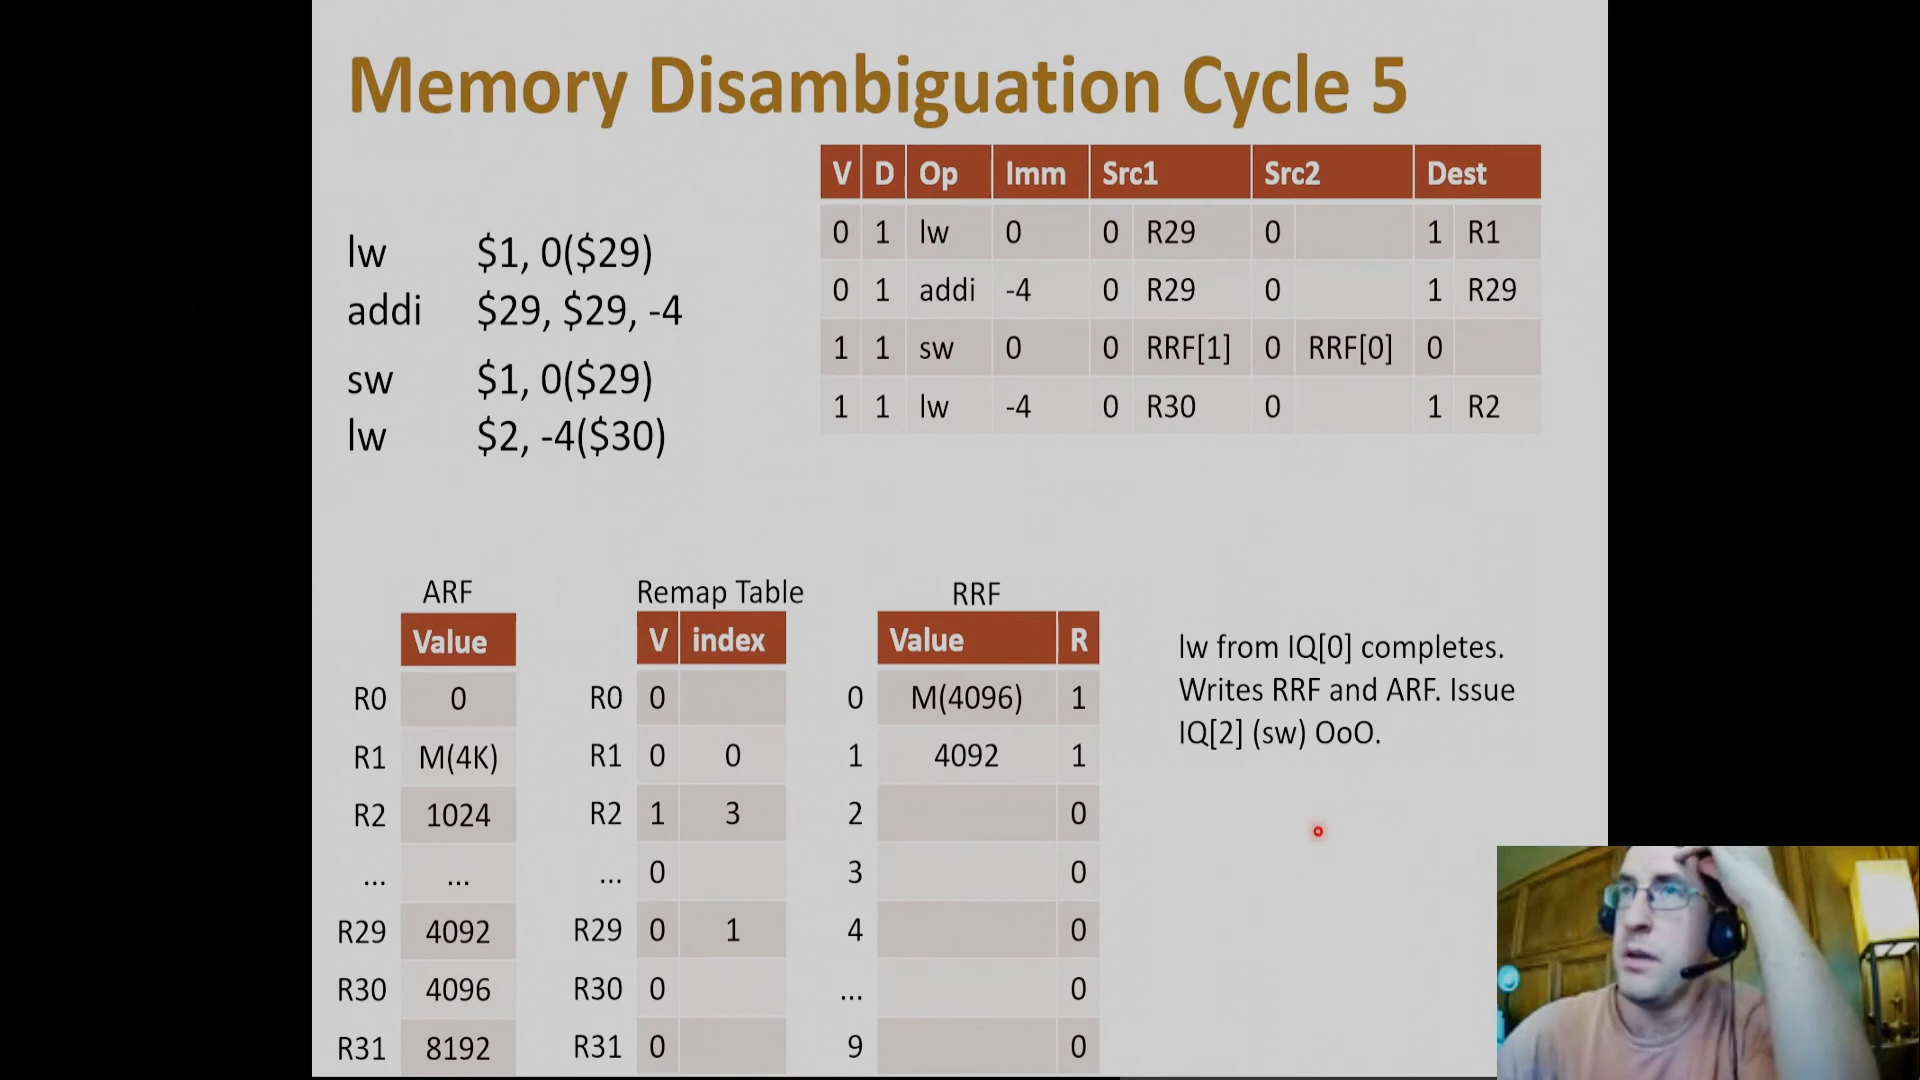 Memory Disambiguation Cycle 5
lw $1, 0($29)
addi $29, $29, -4
sw $1, 0($29)
lw $2, -4($30)
V D Op Imm Src1 Src2 Dest
0 1 lw 0 0 R29 0 1 R1
0 1 addi -4 0 R29 0 1 R29
1 1 sw 0 0 RRF[1] 0 RRF[0] 0
1 1 lw -4 0 R30 0 1 R2
ARF
Value
R0 0
R1 M(4K)
R2 1024
... ...
R29 4092
R30 4096
R31 8192
Remap Table
V index
R0 0
R1 0 0
R2 1 3
... 0
R29 0 1
R30 0
R31 0
RRF
Value R
0 M(4096) 1
1 4092 1
2 0
3 0
4 0
... 0
9 0
lw from IQ[0] completes.
Writes RRF and ARF. Issue
IQ[2] (sw) OoO.